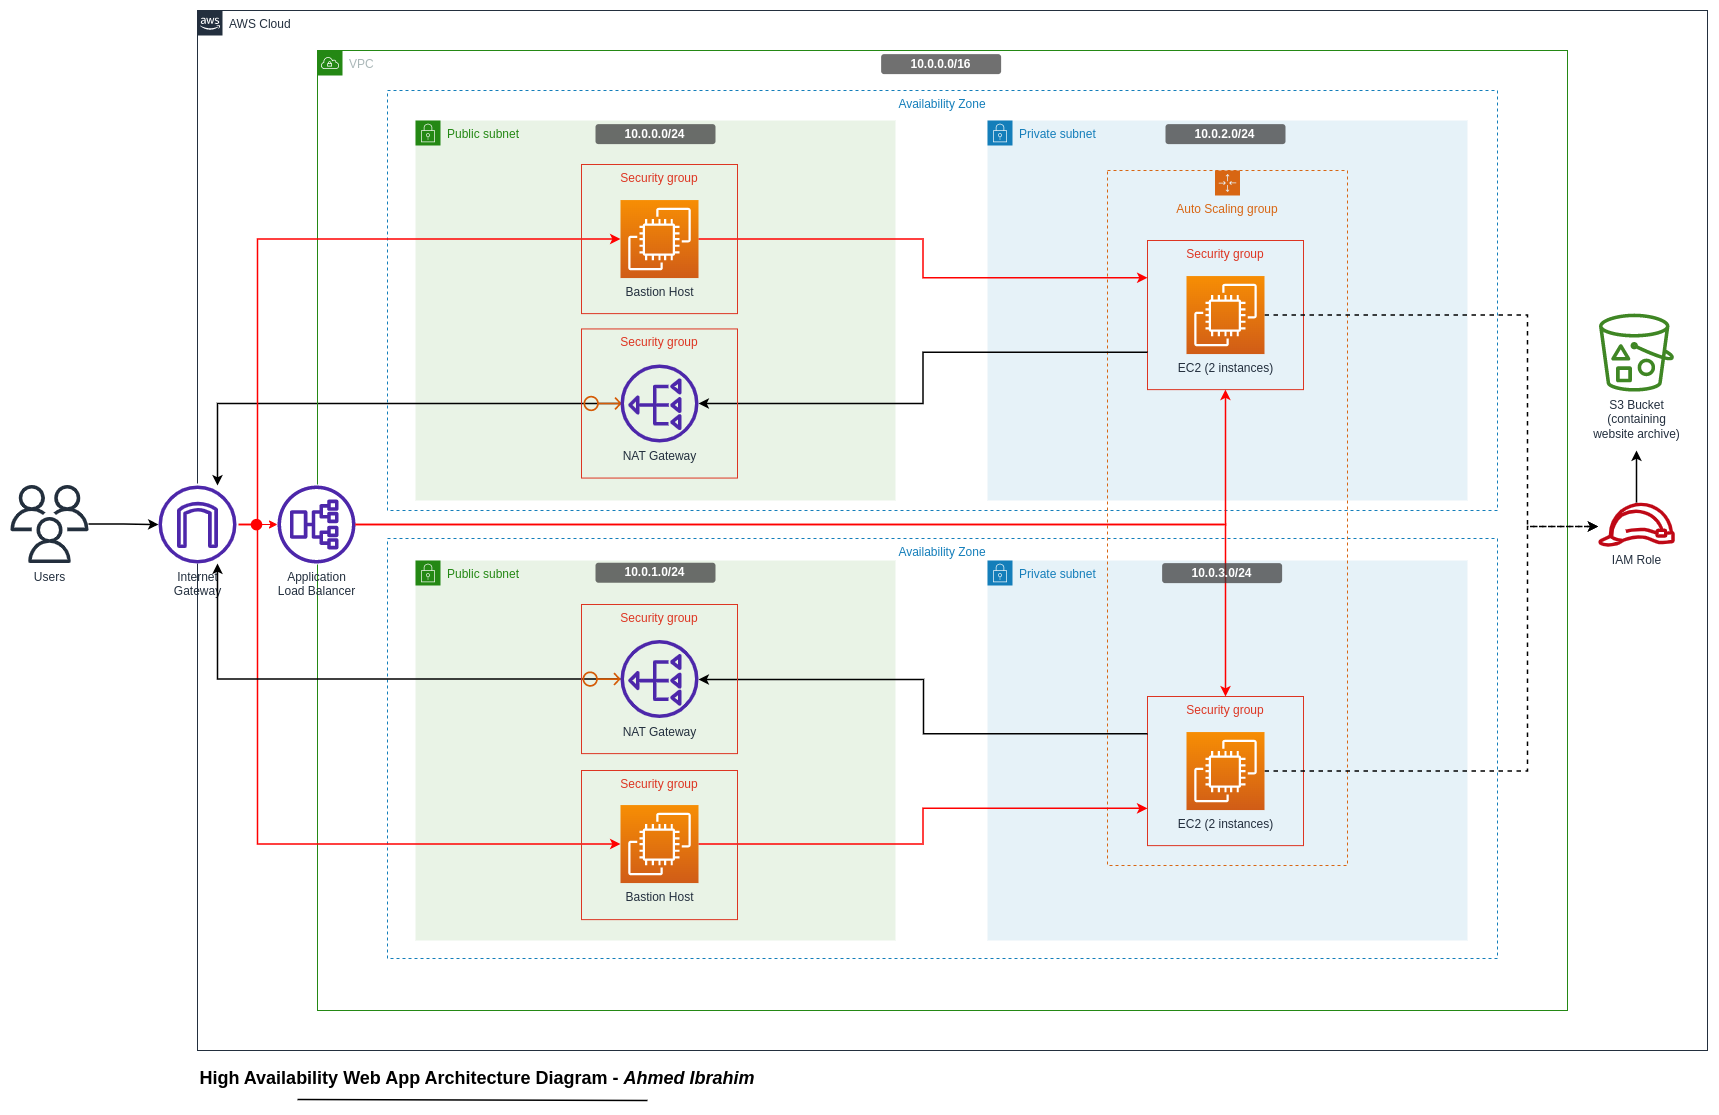 aws
AWS Cloud
VPC
10.0.0.0/16
Availability Zone
Public subnet
10.0.0.0/24
Security group
Bastion Host
Security group
NAT Gateway
Private subnet
10.0.2.0/24
Auto Scaling group
Security group
EC2 (2 instances)
Users
Internet
Gateway
Application
Load Balancer
S3 Bucket
(containing
website archive)
IAM Role
Availability Zone
Public subnet
10.0.1.0/24
Security group
NAT Gateway
Security group
Bastion Host
Private subnet
10.0.3.0/24
Security group
EC2 (2 instances)
High Availability Web App Architecture Diagram - Ahmed Ibrahim